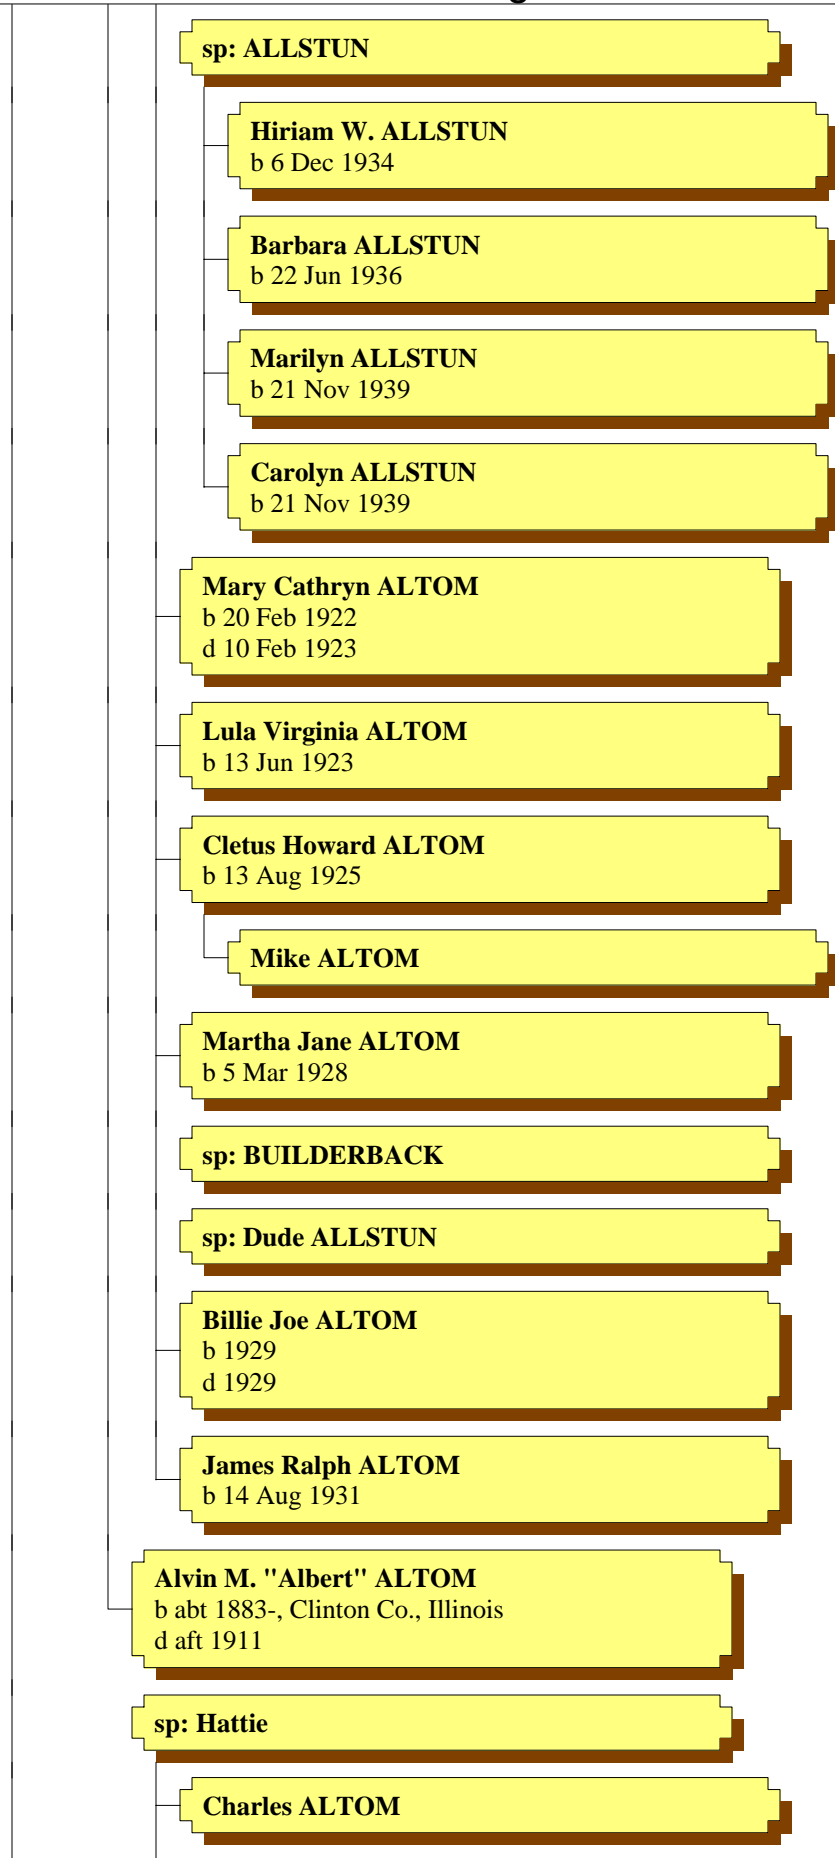 sp: ALLSTUN
Hiriam W. ALLSTUN
b 6 Dec 1934
Barbara ALLSTUN
b 22 Jun 1936
Marilyn ALLSTUN
b 21 Nov 1939
Carolyn ALLSTUN
b 21 Nov 1939
Mary Cathryn ALTOM
b 20 Feb 1922
d 10 Feb 1923
Lula Virginia ALTOM
b 13 Jun 1923
Cletus Howard ALTOM
b 13 Aug 1925
Mike ALTOM
Martha Jane ALTOM
b 5 Mar 1928
sp: BUILDERBACK
sp: Dude ALLSTUN
Billie Joe ALTOM
b 1929
d 1929
James Ralph ALTOM
b 14 Aug 1931
Alvin M. "Albert" ALTOM
b abt 1883-, Clinton Co., Illinois
d aft 1911
sp: Hattie
Charles ALTOM